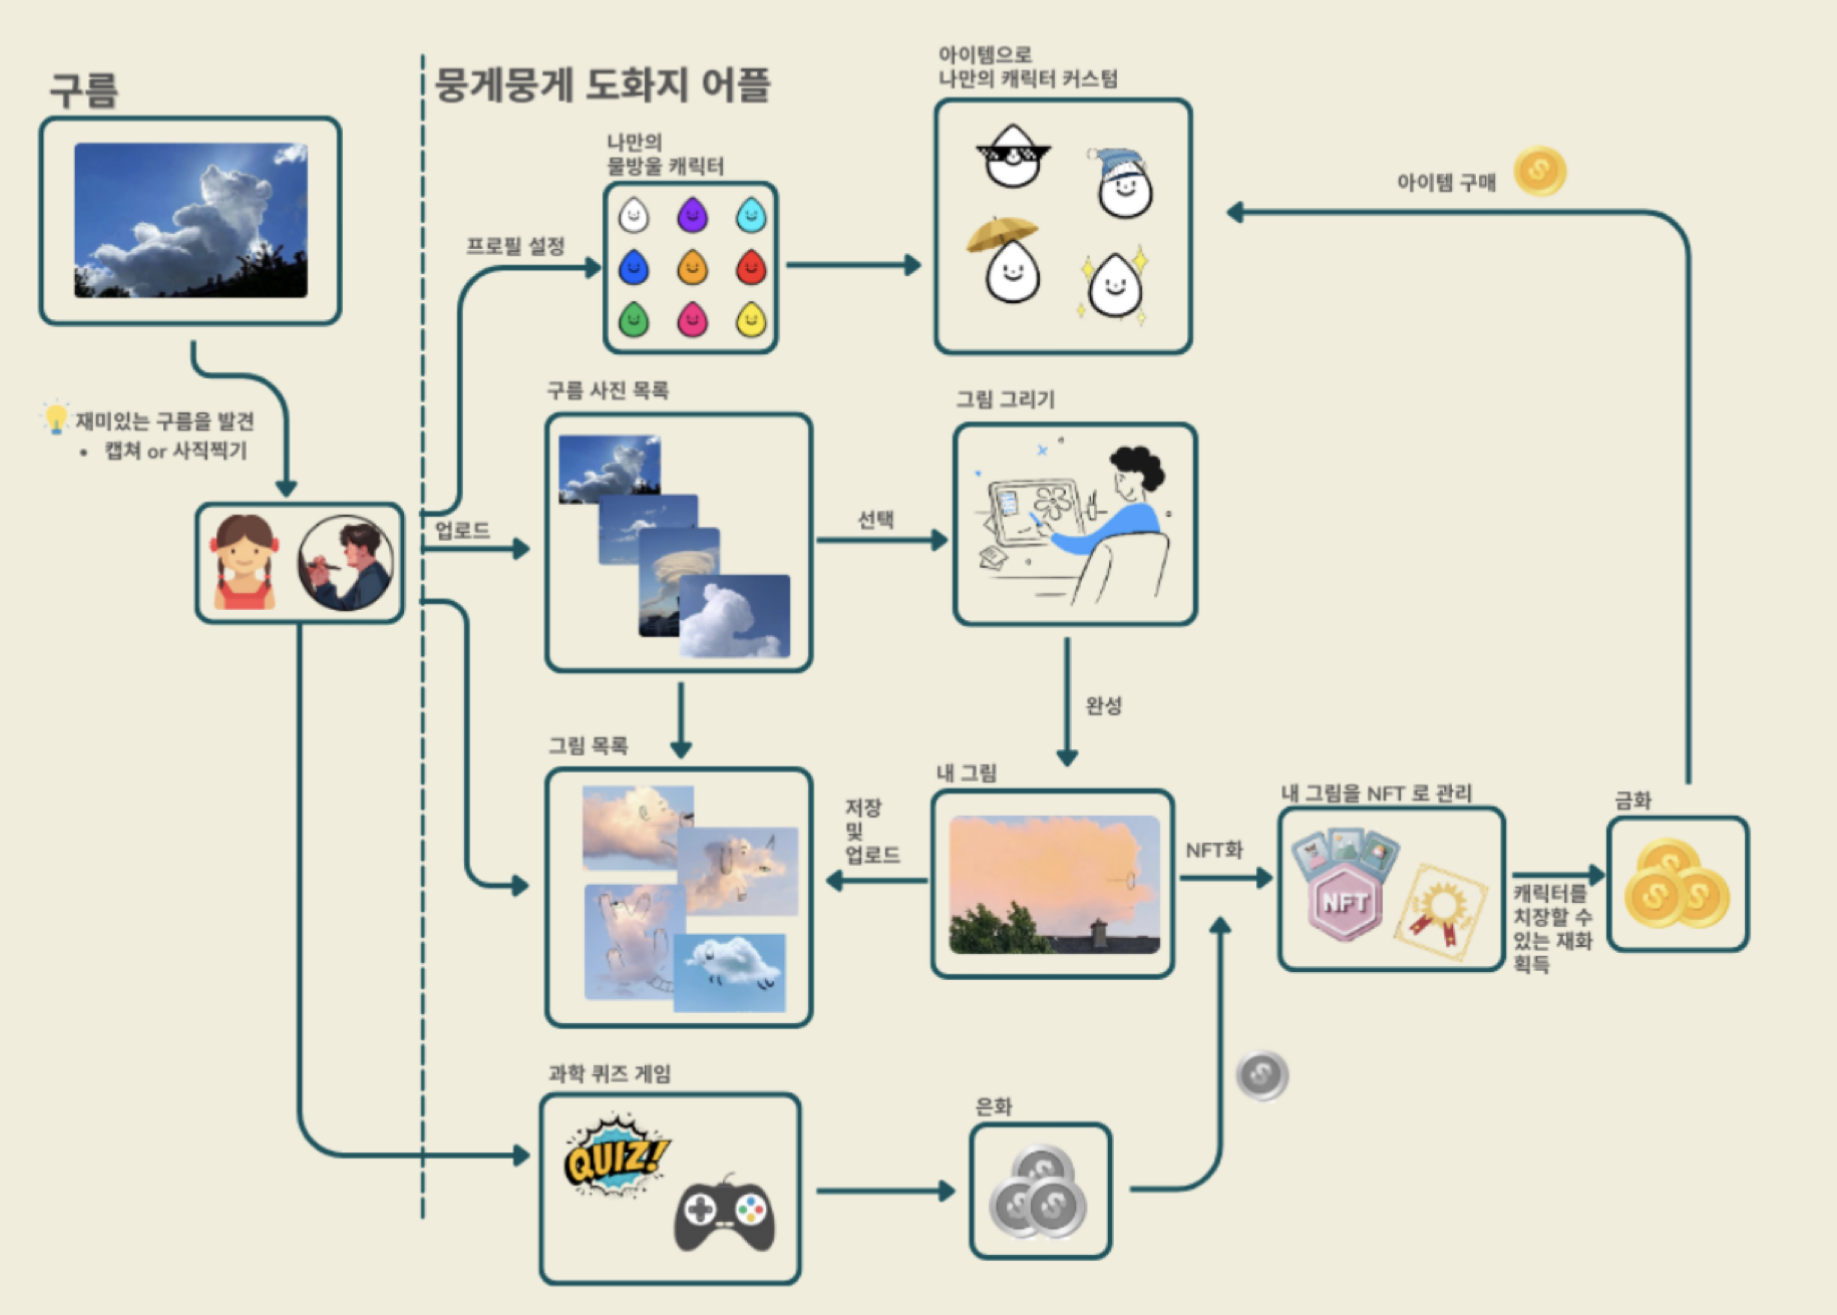 구름
뭉게뭉게 도화지 어플
아이템으로
나만의 캐릭터 커스텀
나만의
물방울 캐릭터
아이템 구매
프로필 설정
재미있는 구름을 발견
• 캡쳐 or 사직찍기
구름 사진 목록
그림 그리기
업로드
선택
완성
그림 목록
내 그림
저장
및
업로드
NFT화
내 그림을 NFT 로 관리
NFT
금화
캐릭터를
치장할 수
있는 재화
획득
과학 퀴즈 게임
QUIZ!
은화